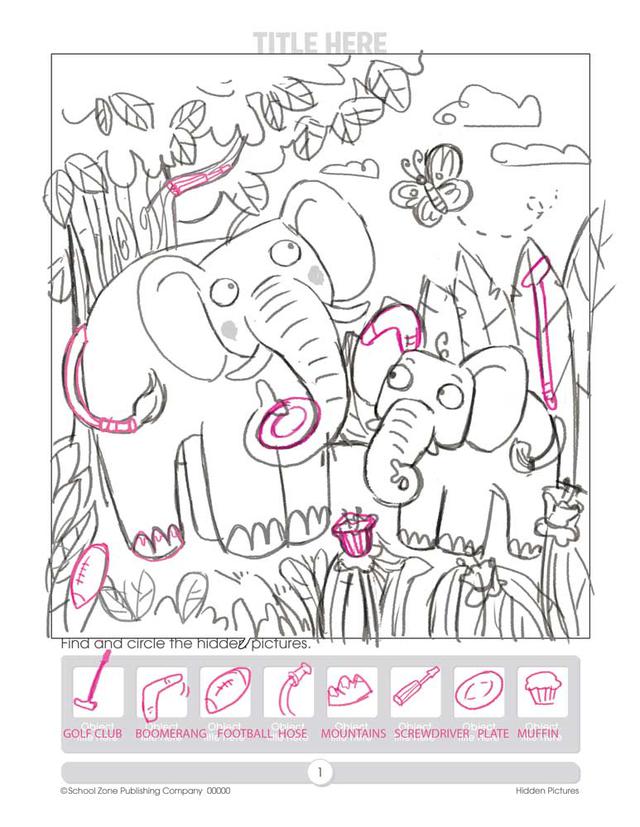 TITLE HERE
Find and circle the hidden pictures.
GOLF CLUB BOOMERANG FOOTBALL HOSE MOUNTAINS SCREWDRIVER PLATE MUFFIN
1
©School Zone Publishing Company 00000 Hidden Pictures